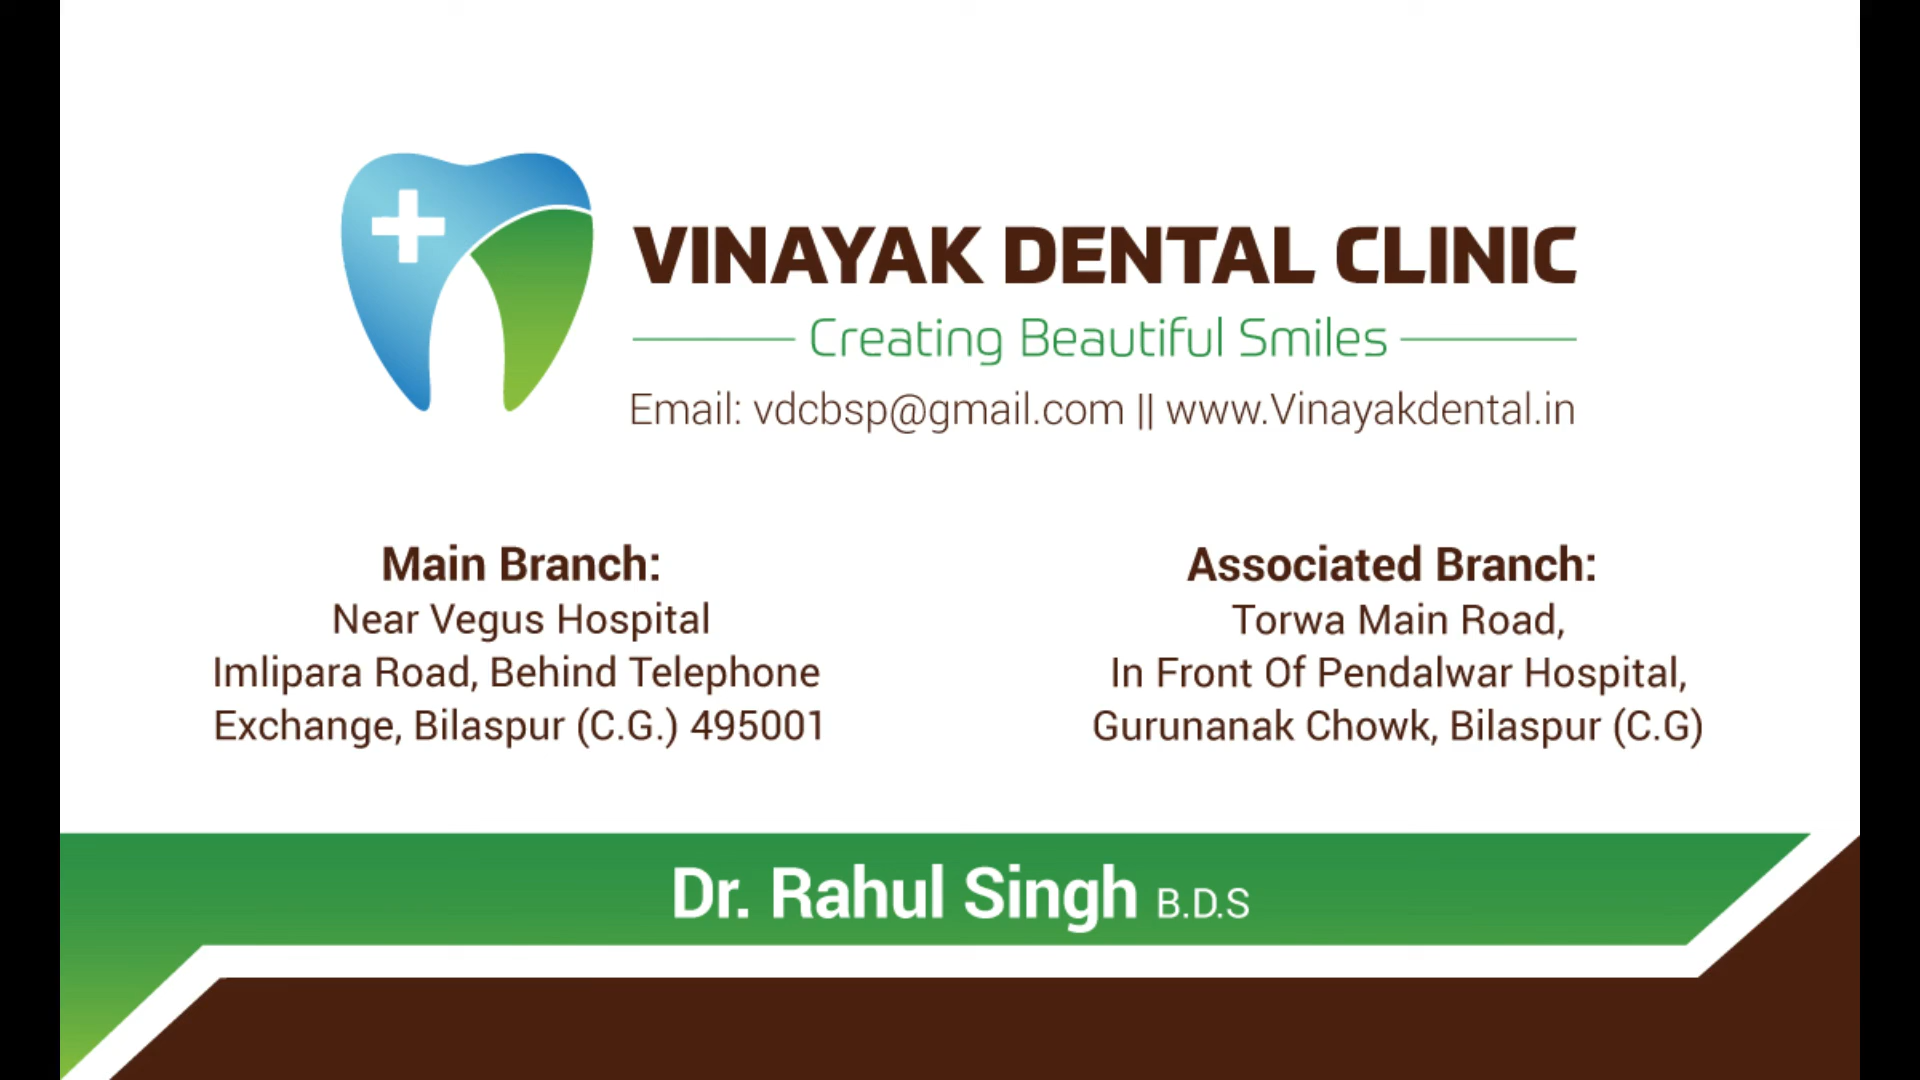 VINAYAK DENTAL CLINIC
Creating Beautiful Smiles
Email: vdcbsp@gmail.com || www.Vinayakdental.in
Main Branch:
Near Vegus Hospital
Imlipara Road, Behind Telephone
Exchange, Bilaspur (C.G.) 495001
Associated Branch:
Torwa Main Road,
In Front Of Pendalwar Hospital,
Gurunanak Chowk, Bilaspur (C.G)
Dr. Rahul Singh B.D.S